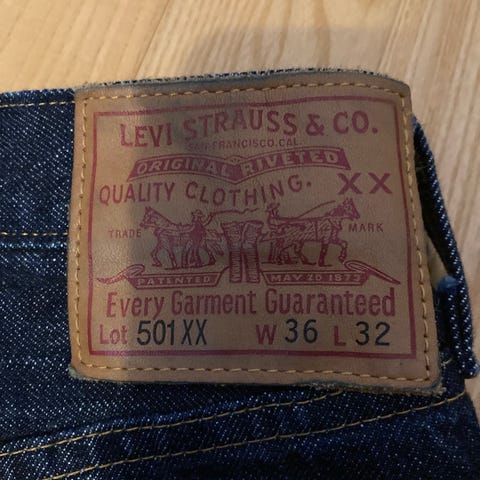 LEVI STRAUSS & CO.
SAN FRANCISCO, CAL.
ORIGINAL RIVETED
QUALITY CLOTHING. XX
TRADE MARK
PATENTED MAY 20 1873
Every Garment Guaranteed
Lot 501XX W 36 L 32